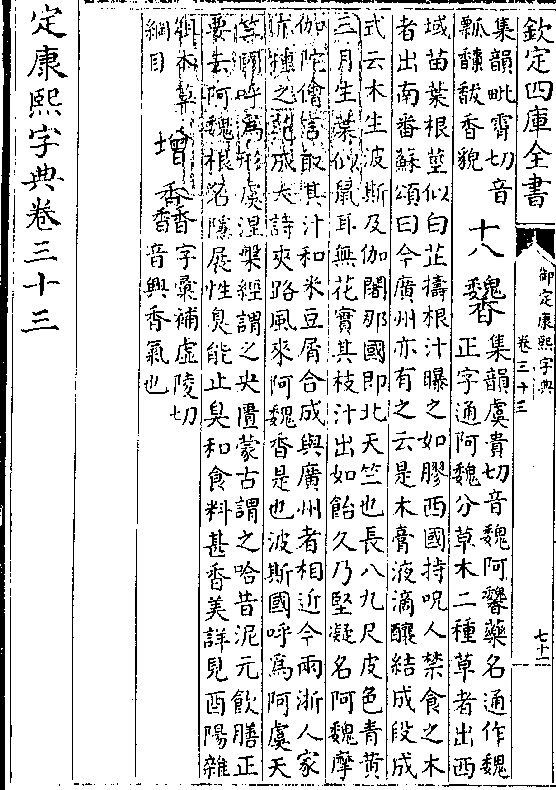 欽定四庫全書
御定康熙字典
卷三十三
七十二
集韻毗霄切音
瓢馛香貌
十八
䭳
集韻虞貴切音魏阿䭳藥名通作魏
正字通阿魏分草木二種草者出西
域苗葉根莖似白芷擣根汁曝之如膠西國持呪人禁食之木
者出南番蘇頌曰今廣州亦有之云是木膏液滴釀結成段成
式云木生波斯及伽闍那國即北天竺也長八九尺皮色青黄
三月生葉似鼠耳無花實其枝汁出如飴久乃堅凝名阿魏摩
伽陀僧言取其汁和米豆屑合成與廣州者相近今兩浙人家
亦種之范成大詩夾路風來阿魏香是也波斯國呼爲阿虞天
竺國呼爲形虞涅槃經謂之央匱蒙古謂之哈昔泥元飲膳正
要云阿魏根名隱展性臭能止臭和食料甚香美詳見酉陽雜
俎本草
綱目
增
馫
字彙補虛陵切
音興香氣也
定康熙字典卷三十三